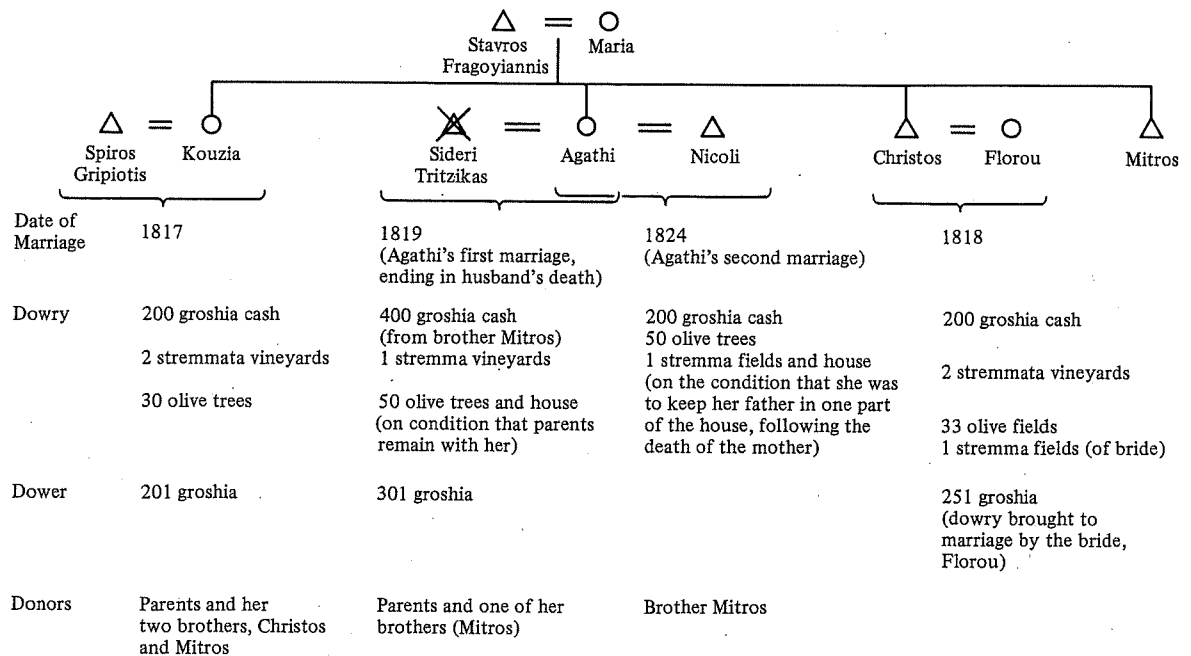 Stavros
Fragoyiannis
Maria
Spiros
Gripiotis
Kouzia
Sideri
Tritzikas
Agathi
Nicoli
Christos
Florou
Mitros
Date of
Marriage
1817
1819
(Agathi's first marriage,
ending in husband's death)
1824
(Agathi's second marriage)
1818
Dowry
200 groshia cash
2 stremmata vineyards
30 olive trees
400 groshia cash
(from brother Mitros)
1 stremma vineyards
50 olive trees and house
(on condition that parents
remain with her)
200 groshia cash
50 olive trees
1 stremma fields and house
(on the condition that she was
to keep her father in one part
of the house, following the
death of the mother)
200 groshia cash
2 stremmata vineyards
33 olive fields
1 stremma fields (of bride)
Dower
201 groshia
301 groshia
251 groshia
(dowry brought to
marriage by the bride,
Florou)
Donors
Parents and her
two brothers, Christos
and Mitros
Parents and one of her
brothers (Mitros)
Brother Mitros